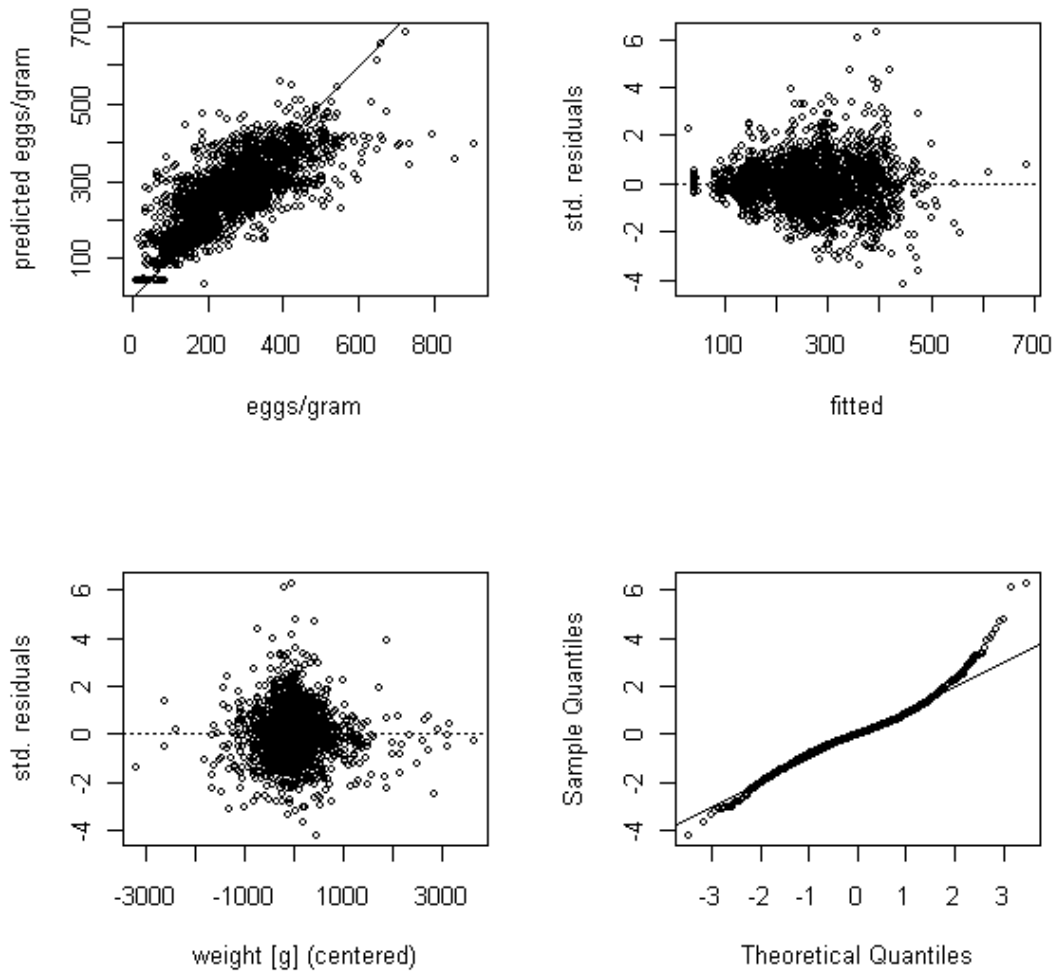 predicted eggs/gram
700
500
300
100
0 200 400 600 800
eggs/gram
std. residuals
6
4
2
0
-2
-4
100 300 500 700
fitted
std. residuals
6
4
2
0
-2
-4
-3000 -1000 1000 3000
weight [g] (centered)
Sample Quantiles
6
4
2
0
-2
-4
-3 -2 -1 0 1 2 3
Theoretical Quantiles